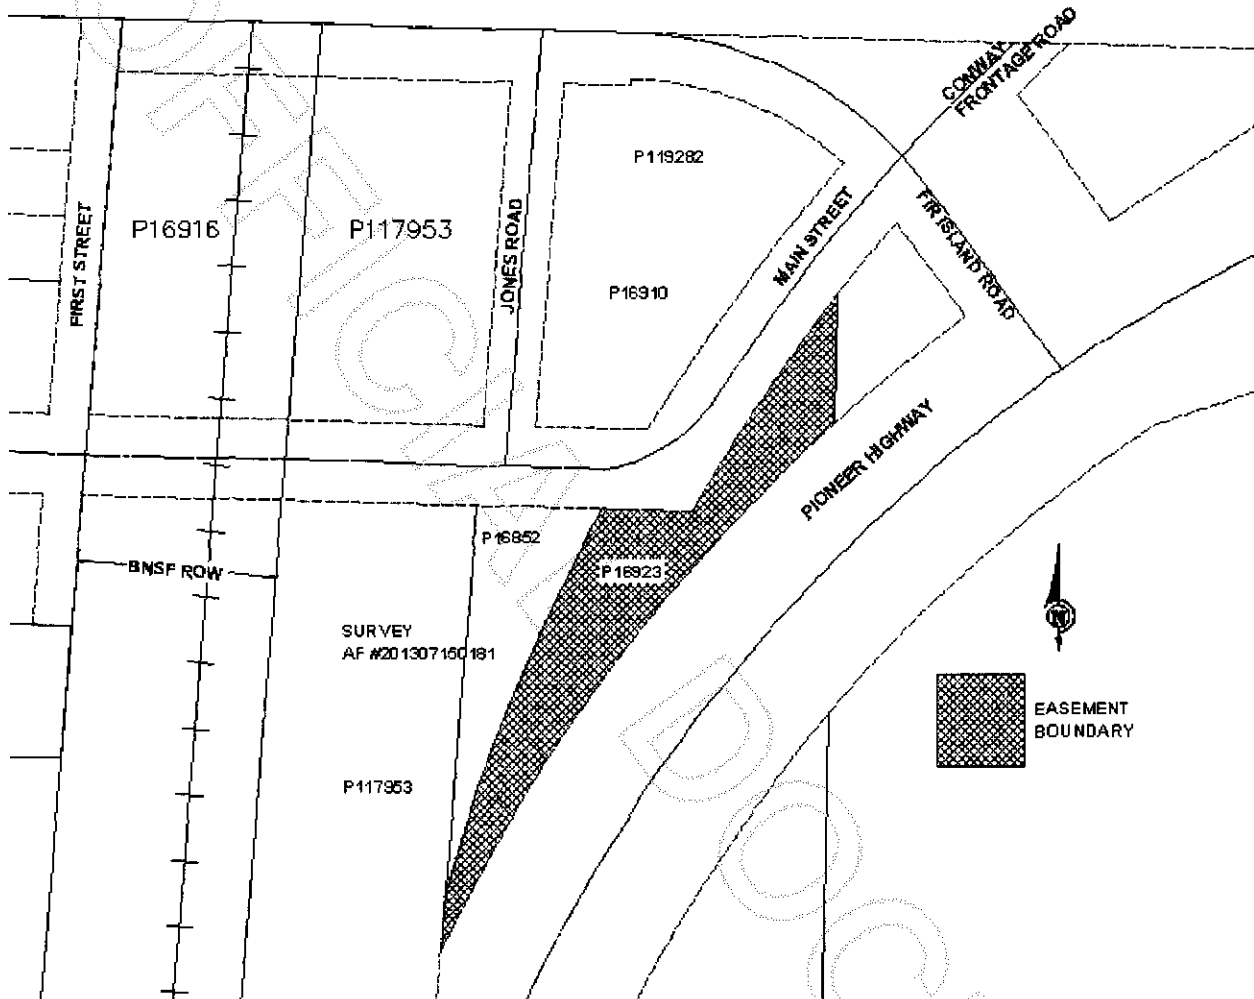 CONWAY
FRONTAGE ROAD
P119282
FIRST STREET
P16916
P117953
JONES ROAD
MAIN STREET
FIR ISLAND ROAD
P16910
PIONEER HIGHWAY
P16852
BNSF ROW
P16923
N
SURVEY
AF #201307150181
EASEMENT
BOUNDARY
P117953